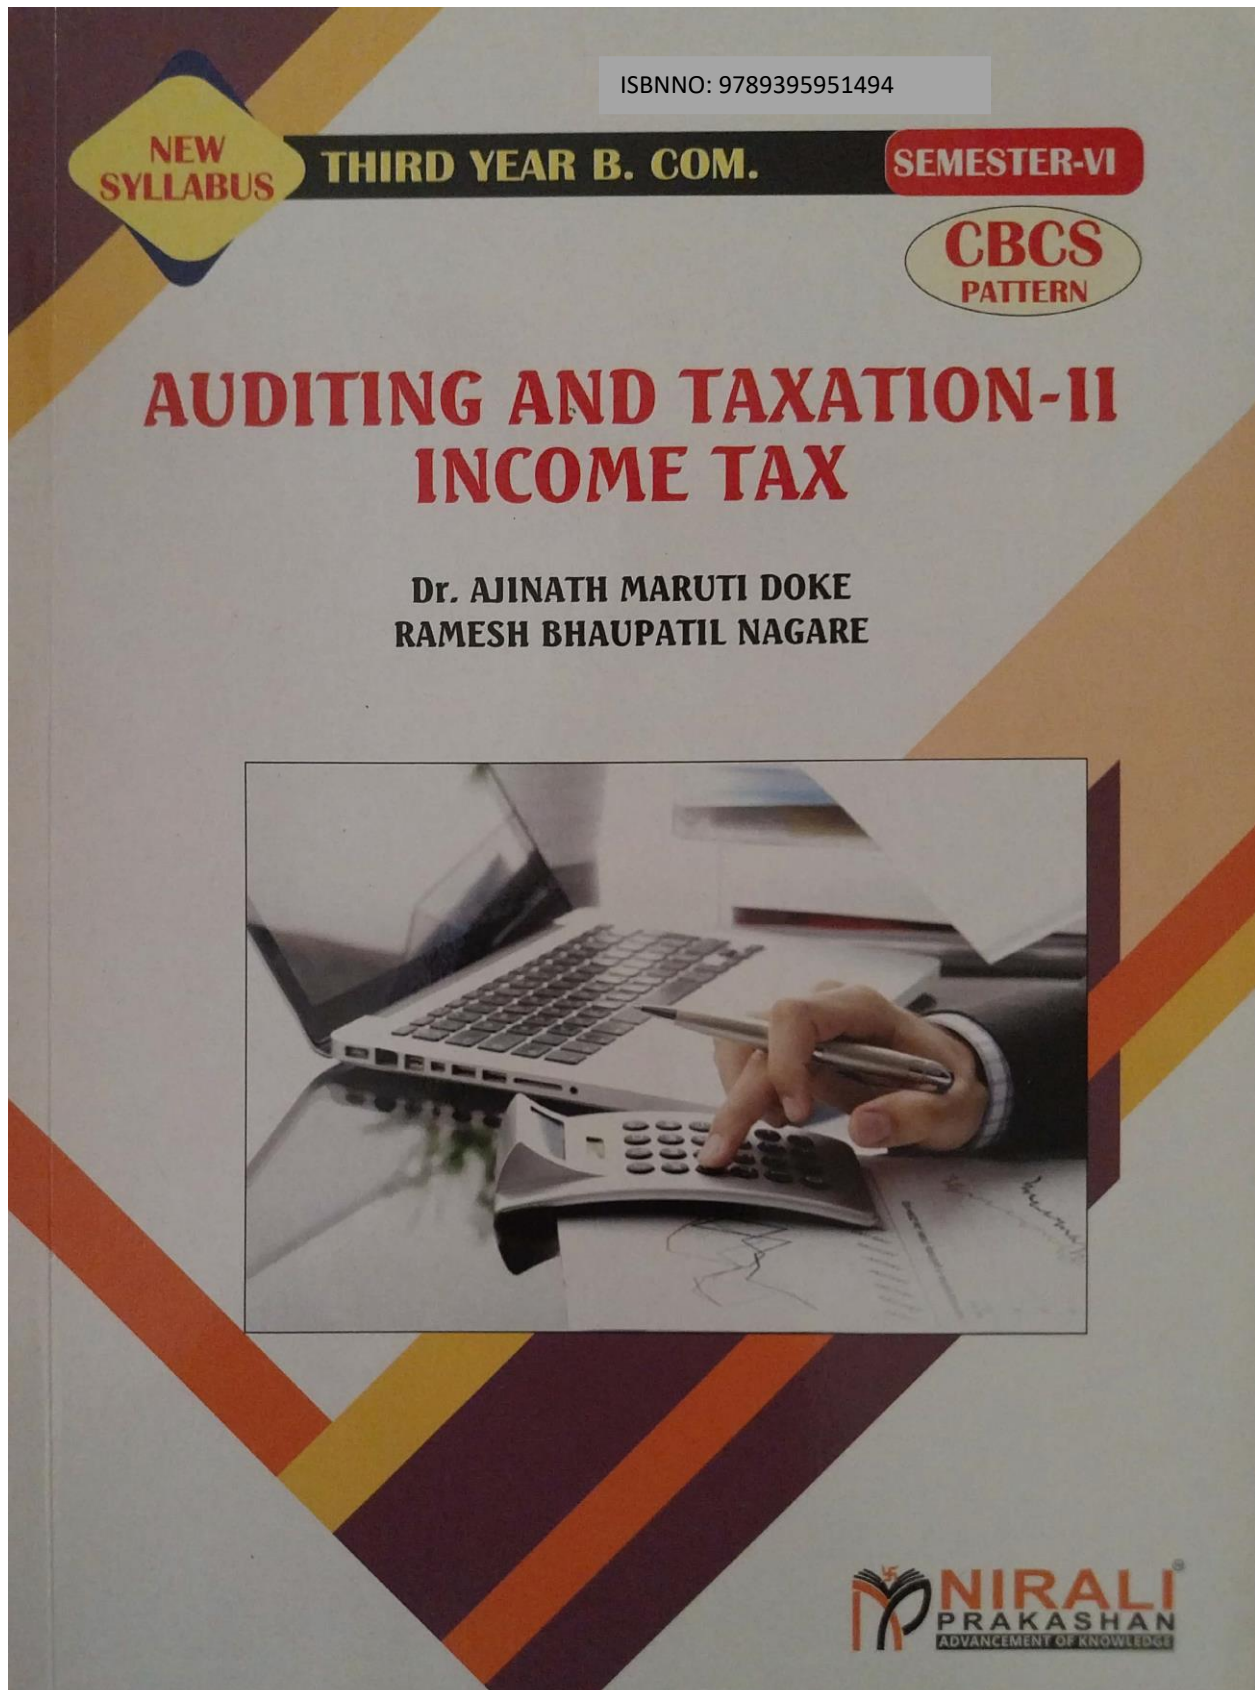 ISBNNO: 9789395951494
NEW
SYLLABUS
THIRD YEAR B. COM.
SEMESTER-VI
CBCS
PATTERN
AUDITING AND TAXATION-II
INCOME TAX
Dr. AJINATH MARUTI DOKE
RAMESH BHAUPATIL NAGARE
NIRALI®
PRAKASHAN
ADVANCEMENT OF KNOWLEDGE